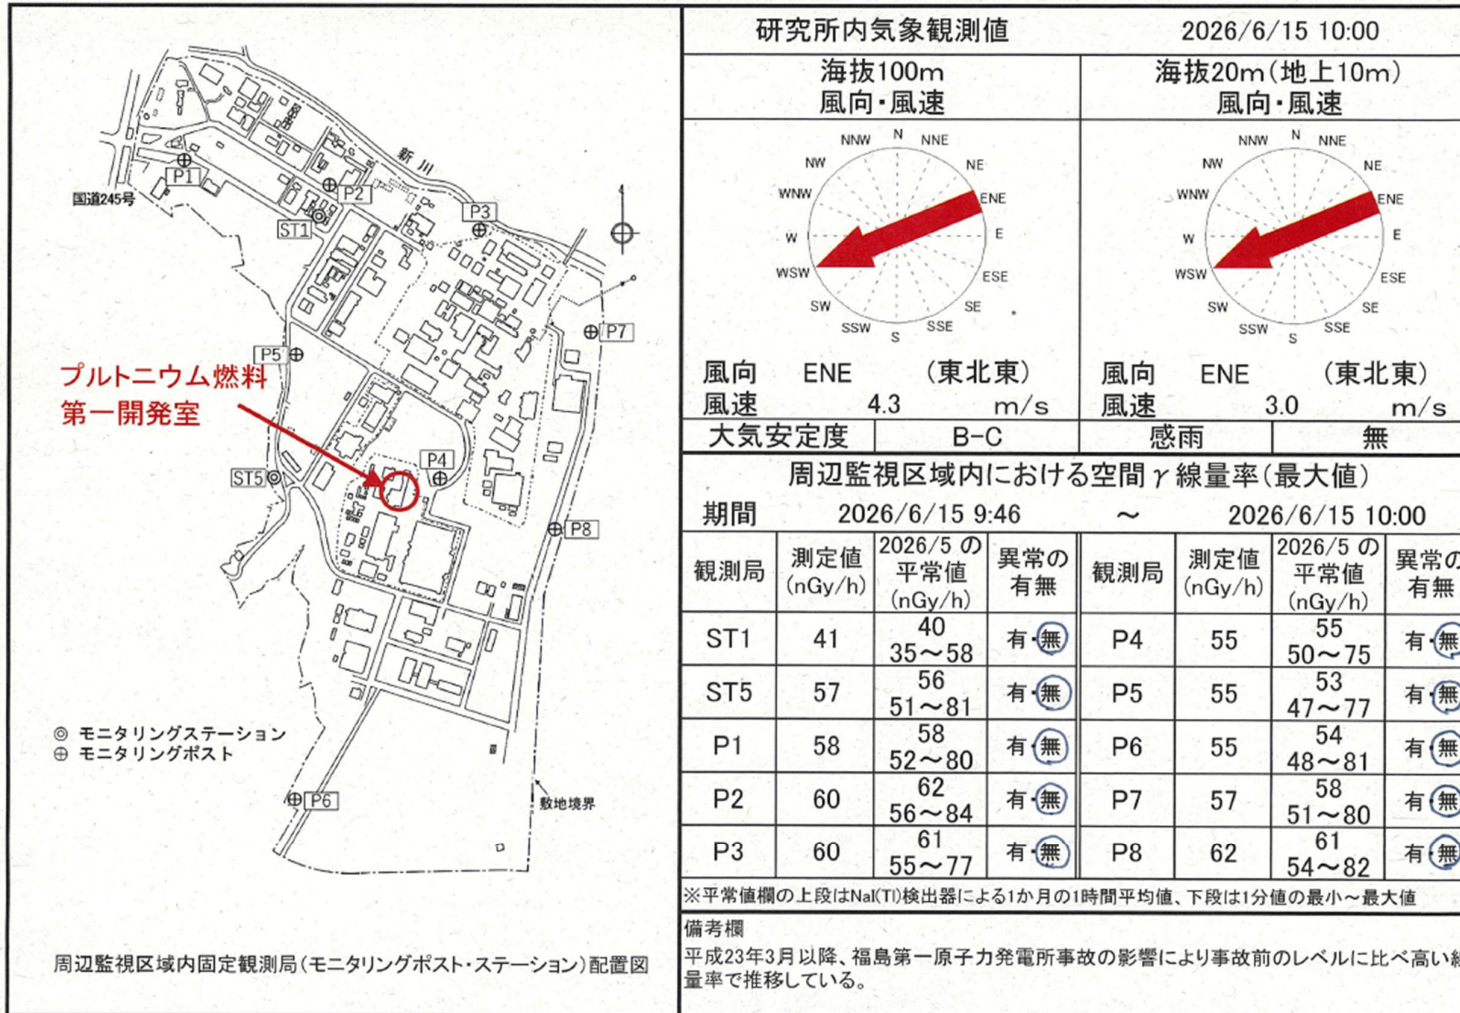 新川
国道245号
P1
P2
ST1
P3
P7
P5
プルトニウム燃料
第一開発室
P4
ST5
P8
◎ モニタリングステーション
⊕ モニタリングポスト
P6
敷地境界
周辺監視区域内固定観測局(モニタリングポスト・ステーション)配置図
研究所内気象観測値 2026/6/15 10:00
海抜100m 海抜20m(地上10m)
風向・風速 風向・風速
N NNE NE ENE E ESE SE SSE S SSW SW WSW W WNW NW NNW
N NNE NE ENE E ESE SE SSE S SSW SW WSW W WNW NW NNW
風向 ENE (東北東) 風向 ENE (東北東)
風速 4.3 m/s 風速 3.0 m/s
大気安定度 B-C 感雨 無
周辺監視区域内における空間γ線量率(最大値)
期間 2026/6/15 9:46 ~ 2026/6/15 10:00
観測局 測定値(nGy/h) 2026/5 の平常値(nGy/h) 異常の有無 観測局 測定値(nGy/h) 2026/5 の平常値(nGy/h) 異常の有無
ST1 41 40 35~58 有・無 P4 55 55 50~75 有・無
ST5 57 56 51~81 有・無 P5 55 53 47~77 有・無
P1 58 58 52~80 有・無 P6 55 54 48~81 有・無
P2 60 62 56~84 有・無 P7 57 58 51~80 有・無
P3 60 61 55~77 有・無 P8 62 61 54~82 有・無
※平常値欄の上段はNaI(Tl)検出器による1か月の1時間平均値、下段は1分値の最小~最大値
備考欄
平成23年3月以降、福島第一原子力発電所事故の影響により事故前のレベルに比べ高い
量率で推移している。